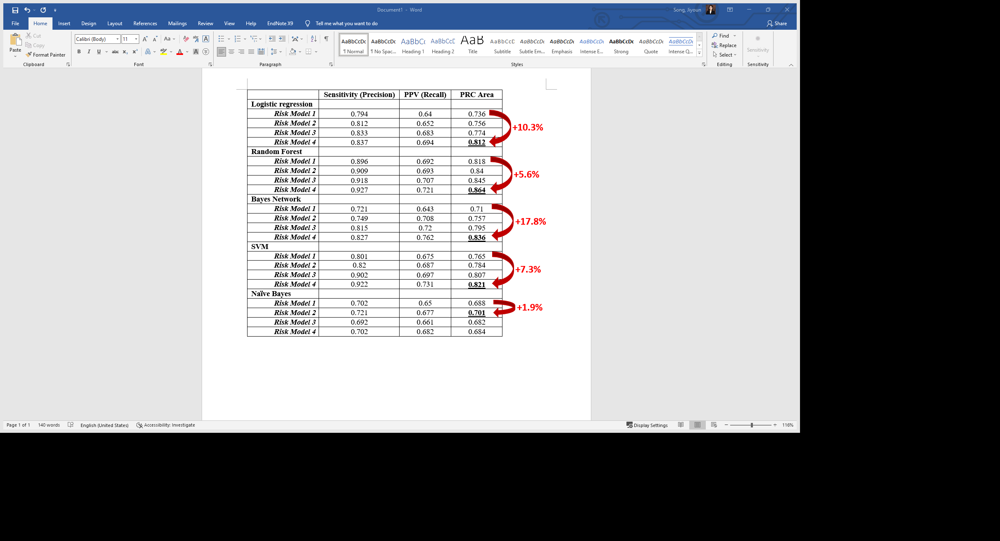 Document1 - Word
Song, Jiyoun
File Home Insert Design Layout References Mailings Review View Help EndNote X9 Tell me what you want to do Share
Paste
Cut
Copy
Format Painter
Calibri (Body) 11
AaBbCcDc AaBbCcDc AaBbCc AaBbCcD AaB AaBbCcD AaBbCcDc AaBbCcDc AaBbCcDc AaBbCcDc AaBbCcDc AaBbCcDc
¶ Normal ¶ No Spac... Heading 1 Heading 2 Title Subtitle Subtle Em... Emphasis Intense E... Strong Quote Intense Q...
Find
Replace
Select
Sensitivity
Clipboard Font Paragraph Styles Editing Sensitivity
Sensitivity (Precision) PPV (Recall) PRC Area
Logistic regression
Risk Model 1 0.794 0.64 0.736
Risk Model 2 0.812 0.652 0.756
+10.3%
Risk Model 3 0.833 0.683 0.774
Risk Model 4 0.837 0.694 0.812
Random Forest
Risk Model 1 0.896 0.692 0.818
Risk Model 2 0.909 0.693 0.84
+5.6%
Risk Model 3 0.918 0.707 0.845
Risk Model 4 0.927 0.721 0.864
Bayes Network
Risk Model 1 0.721 0.643 0.71
Risk Model 2 0.749 0.708 0.757
+17.8%
Risk Model 3 0.815 0.72 0.795
Risk Model 4 0.827 0.762 0.836
SVM
Risk Model 1 0.801 0.675 0.765
Risk Model 2 0.82 0.687 0.784
+7.3%
Risk Model 3 0.902 0.697 0.807
Risk Model 4 0.922 0.731 0.821
Naïve Bayes
Risk Model 1 0.702 0.65 0.688
+1.9%
Risk Model 2 0.721 0.677 0.701
Risk Model 3 0.692 0.661 0.682
Risk Model 4 0.702 0.682 0.684
Page 1 of 1 140 words English (United States) Accessibility: Investigate Display Settings 116%